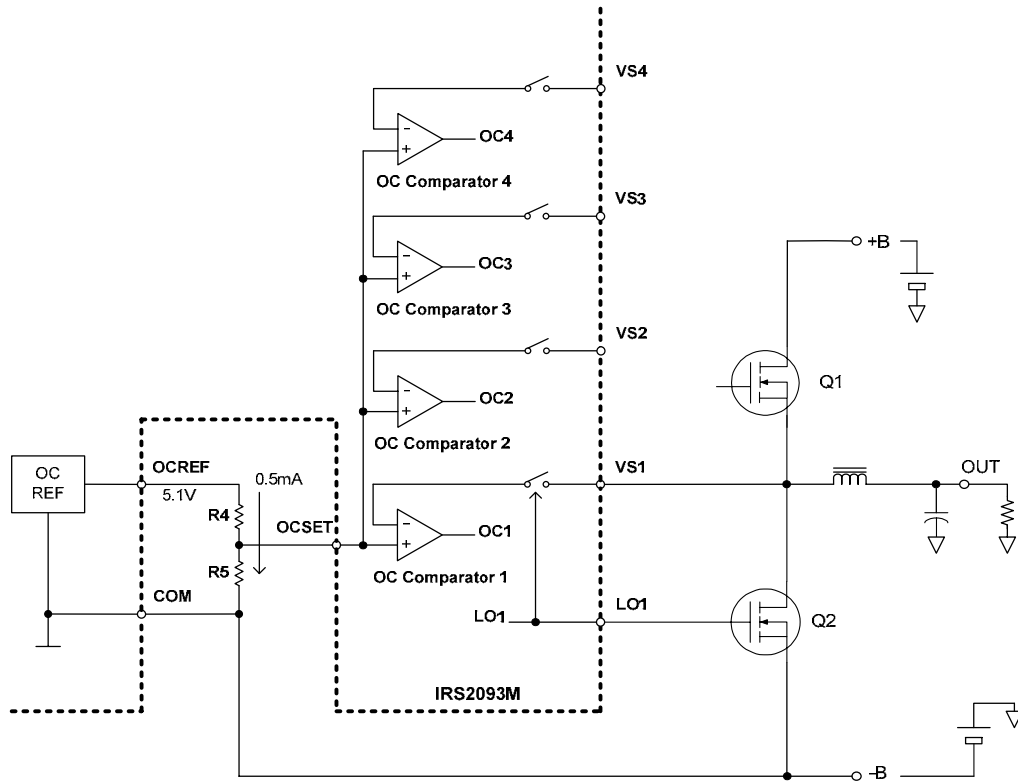 VS4
OC4
OC Comparator 4
VS3
OC3
OC Comparator 3
+B
VS2
OC2
OC Comparator 2
Q1
OC
REF
OCREF
5.1V
0.5mA
R4
OCSET
R5
COM
VS1
OUT
OC1
OC Comparator 1
LO1
LO1
Q2
IRS2093M
–B